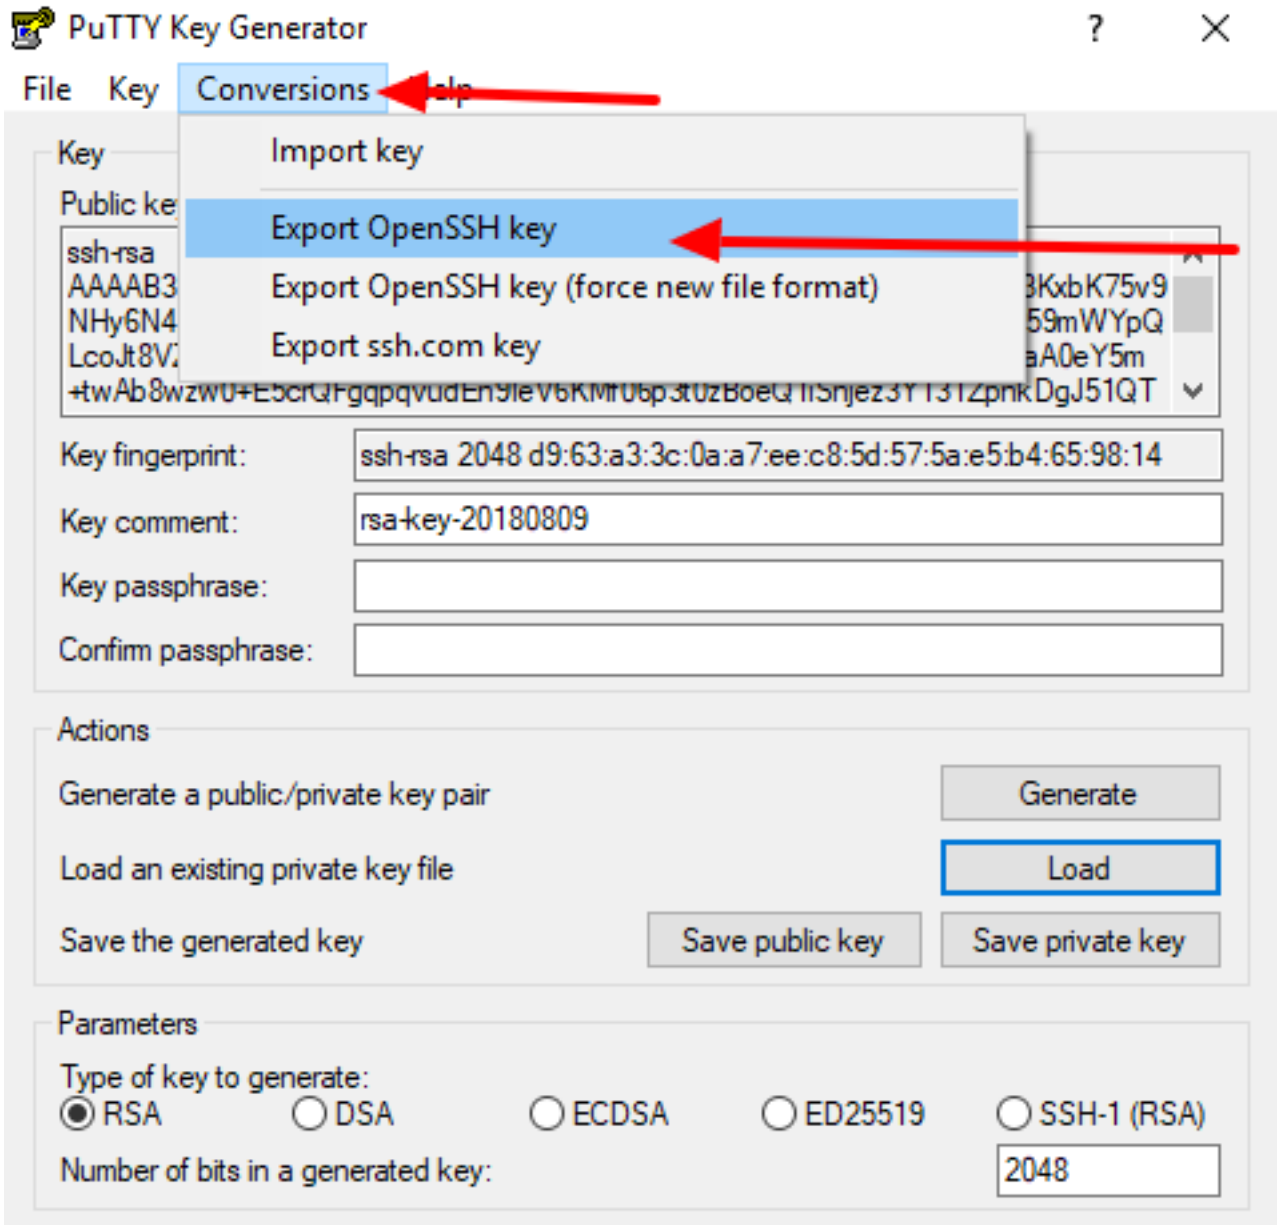 PuTTY Key Generator
?
File Key Conversions Help
Import key
Export OpenSSH key
Export OpenSSH key (force new file format)
Export ssh.com key
Key
Public key
ssh-rsa
AAAAB3 3KxbK75v9
NHy6N4 59mWYpQ
LcoJt8V aA0eY5m
Key fingerprint: ssh-rsa 2048 d9:63:a3:3c:0a:a7:ee:c8:5d:57:5a:e5:b4:65:98:14
Key comment: rsa-key-20180809
Key passphrase:
Confirm passphrase:
Actions
Generate a public/private key pair Generate
Load an existing private key file Load
Save the generated key Save public key Save private key
Parameters
Type of key to generate:
RSA DSA ECDSA ED25519 SSH-1 (RSA)
Number of bits in a generated key: 2048